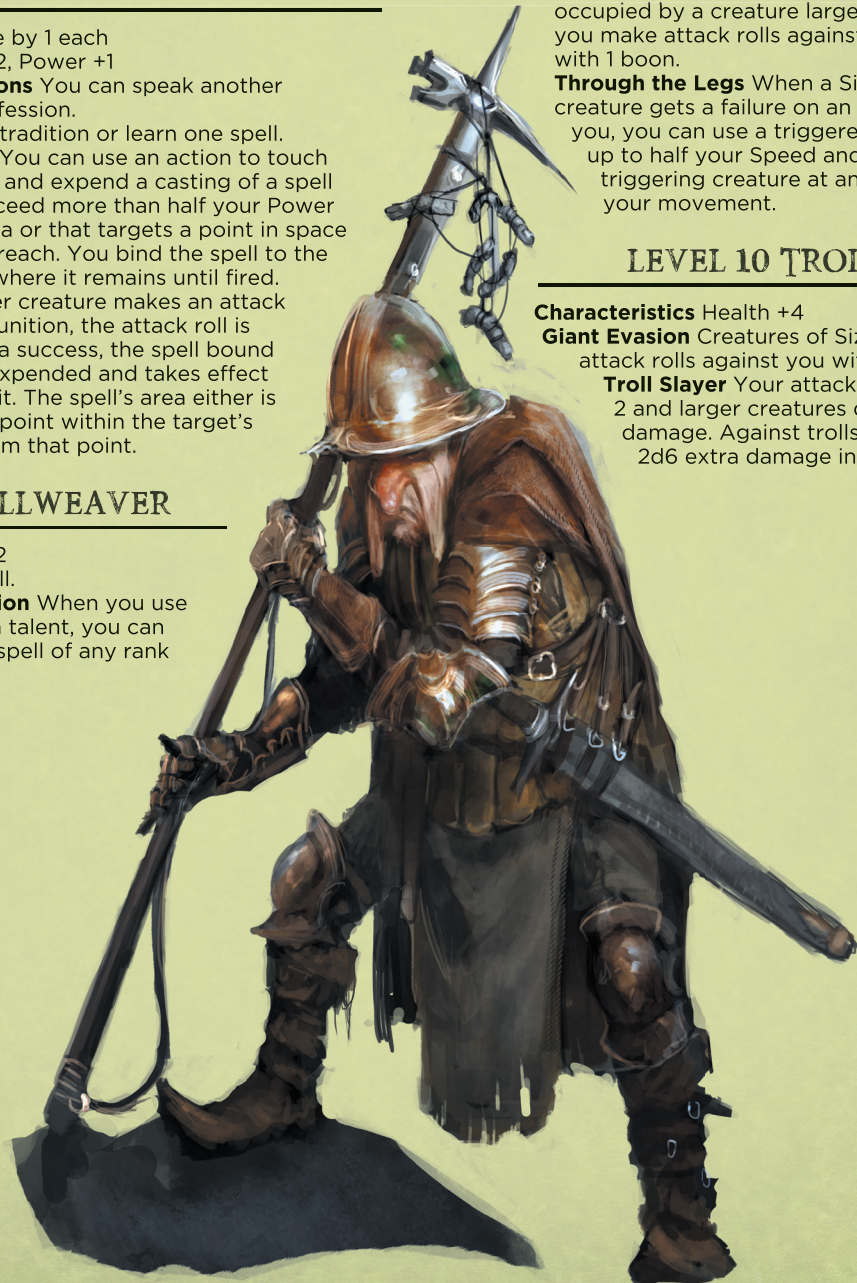 e by 1 each
2, Power +1
ons You can speak another
fession.
tradition or learn one spell.
You can use an action to touch
and expend a casting of a spell
ceed more than half your Power
a or that targets a point in space
reach. You bind the spell to the
where it remains until fired.
er creature makes an attack
unition, the attack roll is
a success, the spell bound
xpended and takes effect
it. The spell’s area either is
point within the target’s
m that point.
LLWEAVER
2
ll.
ion When you use
talent, you can
spell of any rank
occupied by a creature large
you make attack rolls agains
with 1 boon.
Through the Legs When a Si
creature gets a failure on an
you, you can use a triggere
up to half your Speed and
triggering creature at an
your movement.
LEVEL 10 TROL
Characteristics Health +4
Giant Evasion Creatures of Siz
attack rolls against you wi
Troll Slayer Your attack
2 and larger creatures
damage. Against trolls
2d6 extra damage in